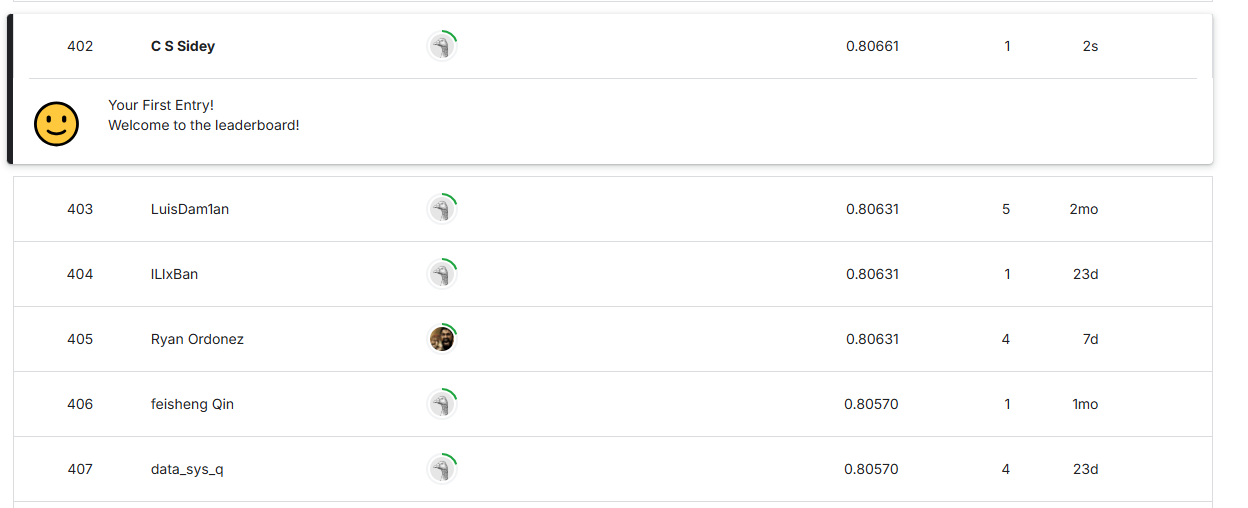 402 C S Sidey 0.80661 1 2s
Your First Entry!
Welcome to the leaderboard!
403 LuisDam1an 0.80631 5 2mo
404 ILIxBan 0.80631 1 23d
405 Ryan Ordonez 0.80631 4 7d
406 feisheng Qin 0.80570 1 1mo
407 data_sys_q 0.80570 4 23d